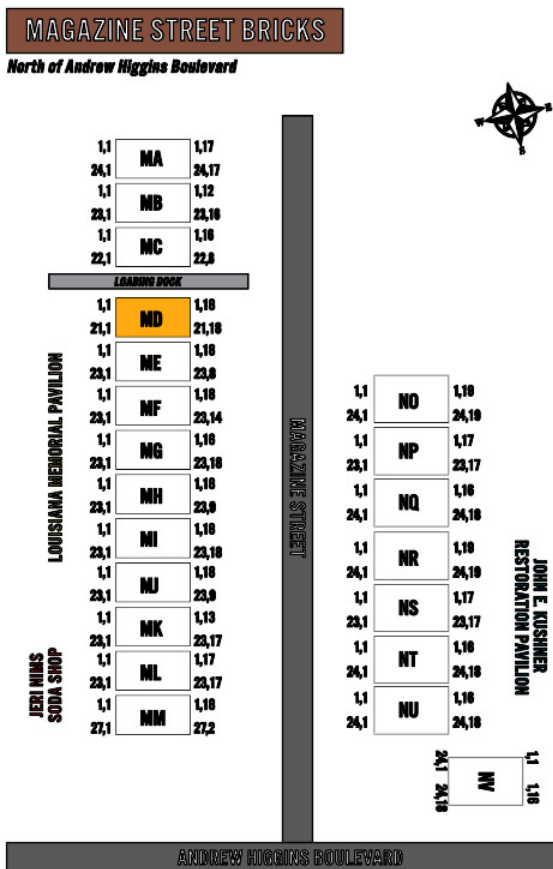 MAGAZINE STREET BRICKS
North of Andrew Higgins Boulevard
1,1 MA 1,17
24,1 24,17
1,1 MB 1,12
23,1 23,16
1,1 MC 1,16
22,1 22,8
LOADING DOCK
1,1 MD 1,18
21,1 21,18
1,1 ME 1,18
23,1 23,8
1,1 MF 1,18
23,1 23,14
1,1 MG 1,16
23,1 23,18
1,1 MH 1,18
23,1 23,9
1,1 MI 1,18
23,1 23,18
1,1 MJ 1,18
23,1 23,9
1,1 MK 1,13
23,1 23,17
1,1 ML 1,17
23,1 23,17
1,1 MM 1,18
27,1 27,2
LOUISIANA MEMORIAL PAVILION
JERI NIMS
SODA SHOP
MAGAZINE STREET
1,1 NO 1,19
24,1 24,19
1,1 NP 1,17
23,1 23,17
1,1 NQ 1,16
24,1 24,18
1,1 NR 1,19
24,1 24,19
1,1 NS 1,17
23,1 23,17
1,1 NT 1,16
24,1 24,18
1,1 NU 1,16
24,1 24,18
JOHN E. KUSHNER
RESTORATION PAVILION
1,1 NV 1,18
24,1 24,18
ANDREW HIGGINS BOULEVARD